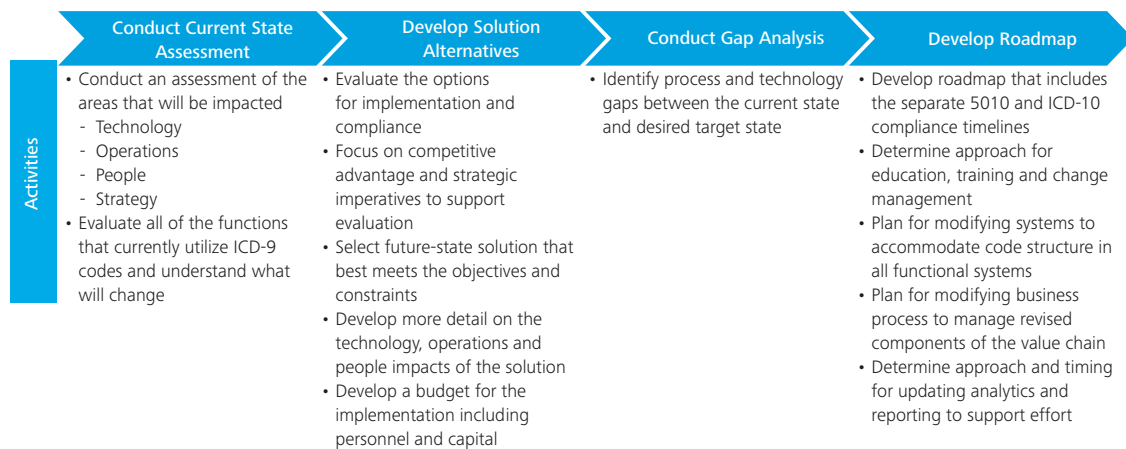 Conduct Current State
Assessment
Develop Solution
Alternatives
Conduct Gap Analysis
Develop Roadmap
Activities
• Conduct an assessment of the
areas that will be impacted
- Technology
- Operations
- People
- Strategy
• Evaluate all of the functions
that currently utilize ICD-9
codes and understand what
will change
• Evaluate the options
for implementation and
compliance
• Focus on competitive
advantage and strategic
imperatives to support
evaluation
• Select future-state solution that
best meets the objectives and
constraints
• Develop more detail on the
technology, operations and
people impacts of the solution
• Develop a budget for the
implementation including
personnel and capital
• Identify process and technology
gaps between the current state
and desired target state
• Develop roadmap that includes
the separate 5010 and ICD-10
compliance timelines
• Determine approach for
education, training and change
management
• Plan for modifying systems to
accommodate code structure in
all functional systems
• Plan for modifying business
process to manage revised
components of the value chain
• Determine approach and timing
for updating analytics and
reporting to support effort